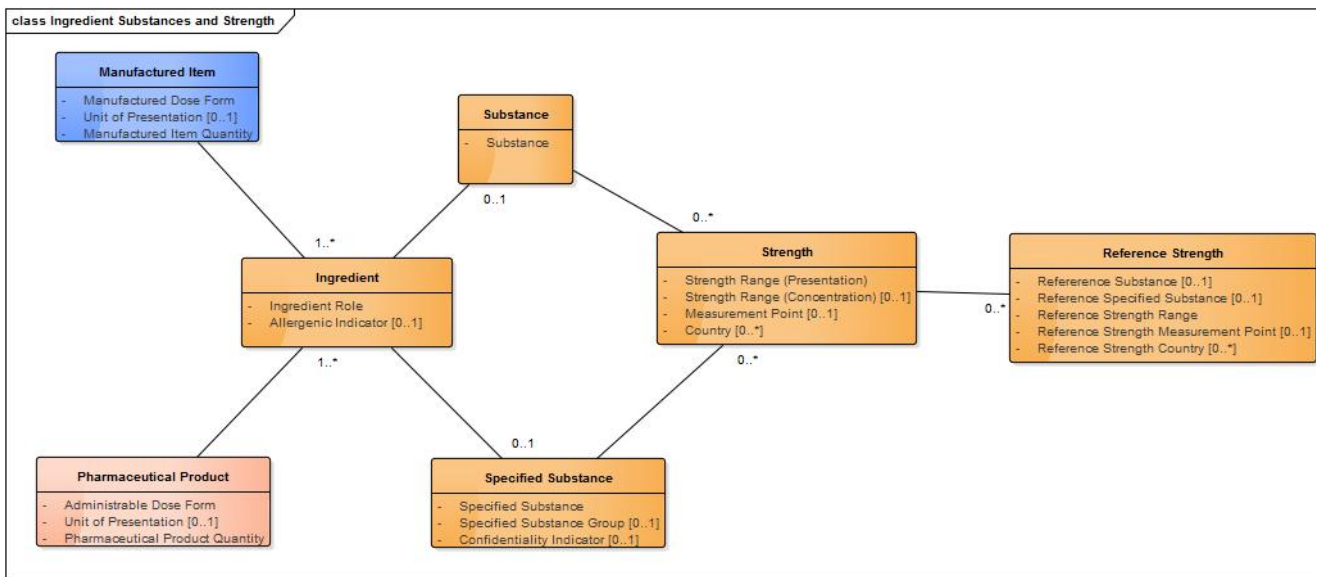 class Ingredient Substances and Strength
Manufactured Item
- Manufactured Dose Form
- Unit of Presentation [0..1]
- Manufactured Item Quantity
Substance
- Substance
0..1
0..*
1..*
Ingredient
- Ingredient Role
- Allergenic Indicator [0..1]
1..*
Strength
- Strength Range (Presentation)
- Strength Range (Concentration) [0..1]
- Measurement Point [0..1]
- Country [0..*]
0..*
Reference Strength
- Refererence Substance [0..1]
- Reference Specified Substance [0..1]
- Reference Strength Range
- Reference Strength Measurement Point [0..1]
- Reference Strength Country [0..*]
0..*
0..1
Pharmaceutical Product
- Administrable Dose Form
- Unit of Presentation [0..1]
- Pharmaceutical Product Quantity
Specified Substance
- Specified Substance
- Specified Substance Group [0..1]
- Confidentiality Indicator [0..1]